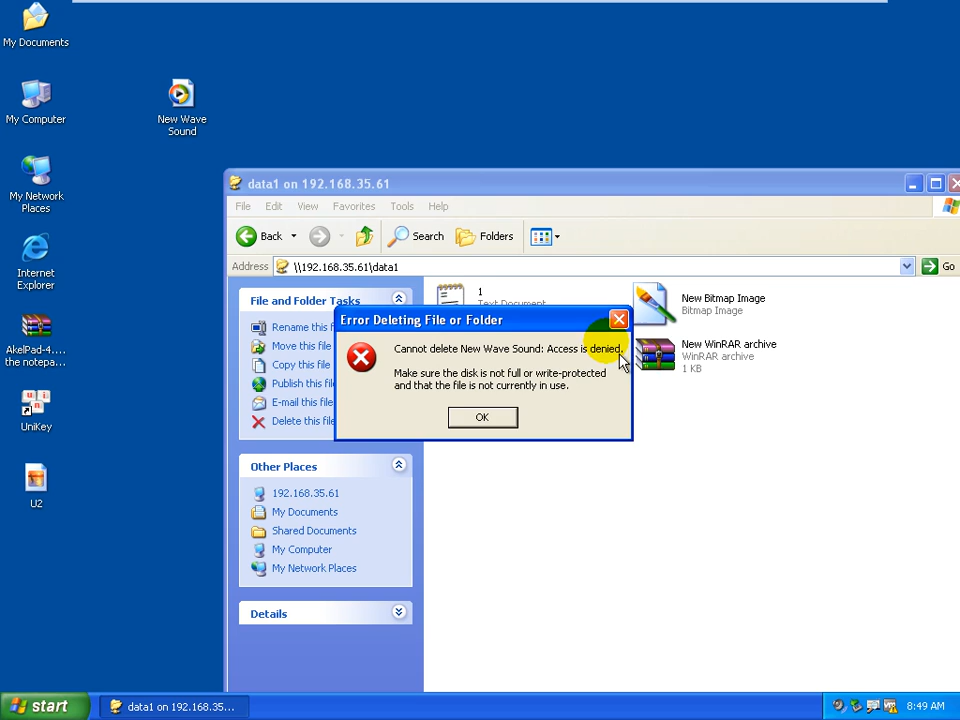 My Documents
My Computer
New Wave
Sound
My Network
Places
Internet
Explorer
AkelPad-4....
the notepa...
UniKey
U2
data1 on 192.168.35.61
File Edit View Favorites Tools Help
Back Search Folders
Address \\192.168.35.61\data1 Go
File and Folder Tasks
Rename this f
Move this file
Copy this file
Publish this file
E-mail this file
Delete this file
Other Places
192.168.35.61
My Documents
Shared Documents
My Computer
My Network Places
Details
1
Text Document
New Bitmap Image
Bitmap Image
New WinRAR archive
WinRAR archive
1 KB
Error Deleting File or Folder
Cannot delete New Wave Sound: Access is denied.
Make sure the disk is not full or write-protected
and that the file is not currently in use.
OK
start
data1 on 192.168.35...
8:49 AM